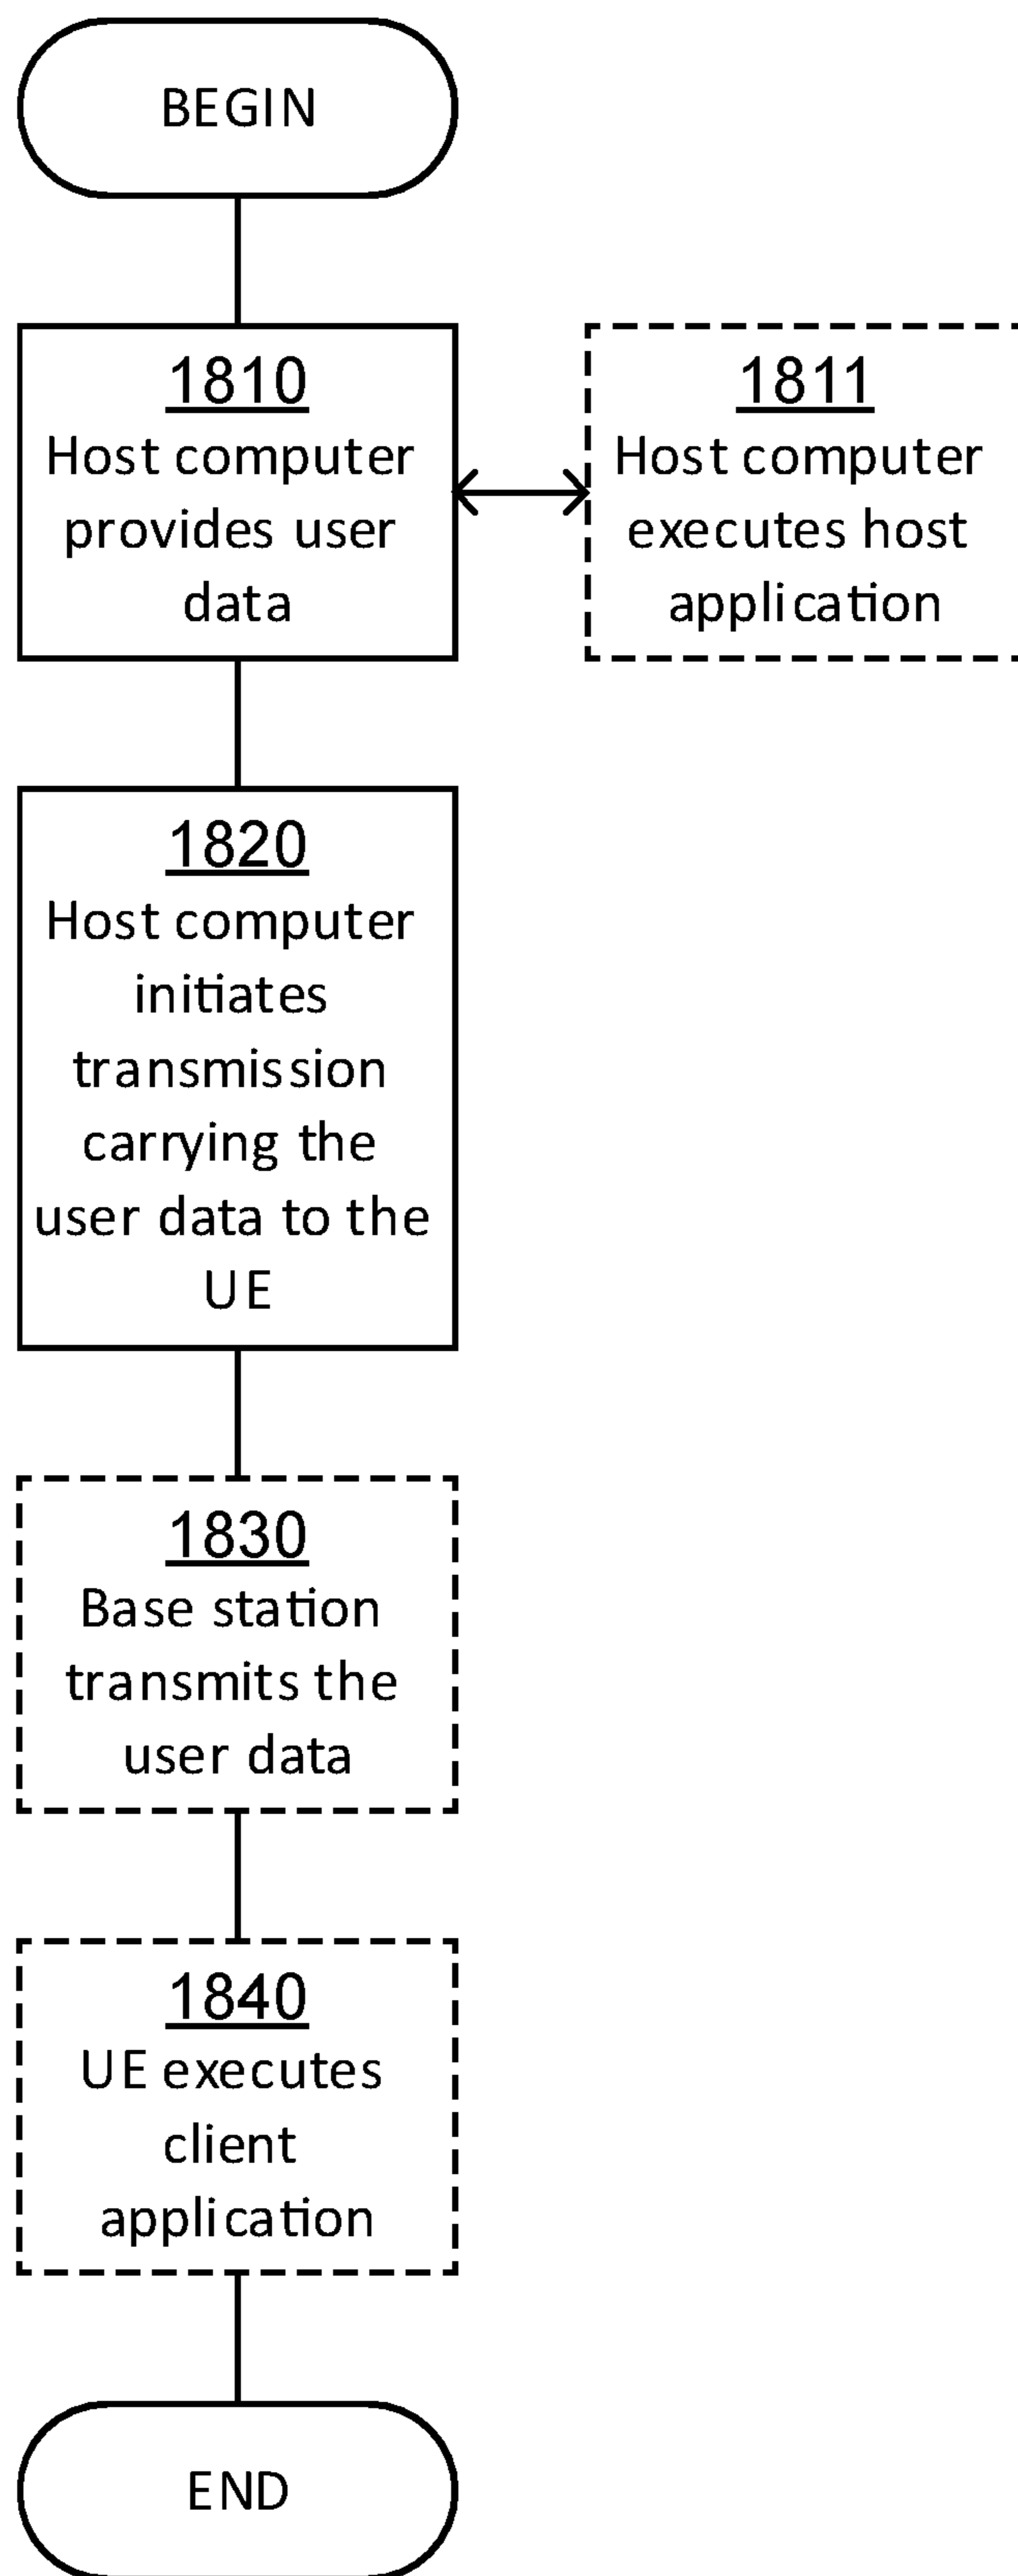 BEGIN
1810
Host computer
provides user
data
1811
Host computer
executes host
application
1820
Host computer
initiates
transmission
carrying the
user data to the
UE
1830
Base station
transmits the
user data
1840
UE executes
client
application
END